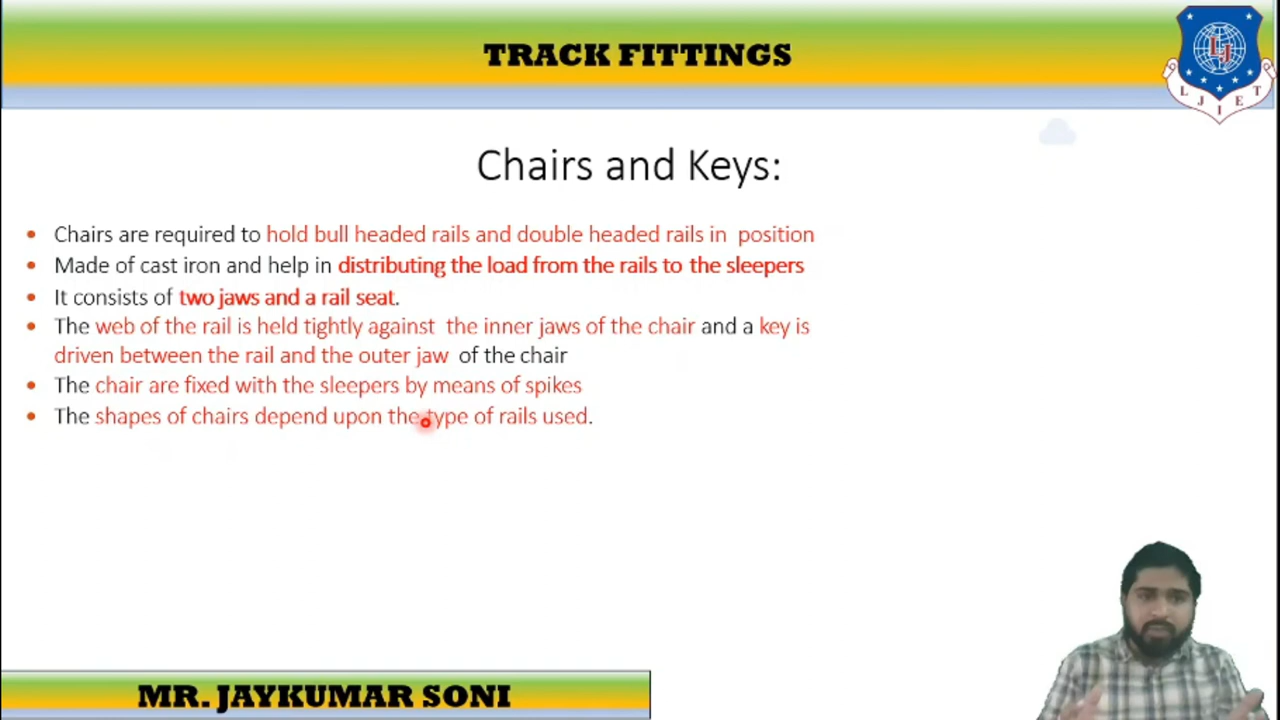 TRACK FITTINGS
LJIET
Chairs and Keys:
• Chairs are required to hold bull headed rails and double headed rails in position
• Made of cast iron and help in distributing the load from the rails to the sleepers
• It consists of two jaws and a rail seat.
• The web of the rail is held tightly against the inner jaws of the chair and a key is
driven between the rail and the outer jaw of the chair
• The chair are fixed with the sleepers by means of spikes
• The shapes of chairs depend upon the type of rails used.
MR. JAYKUMAR SONI